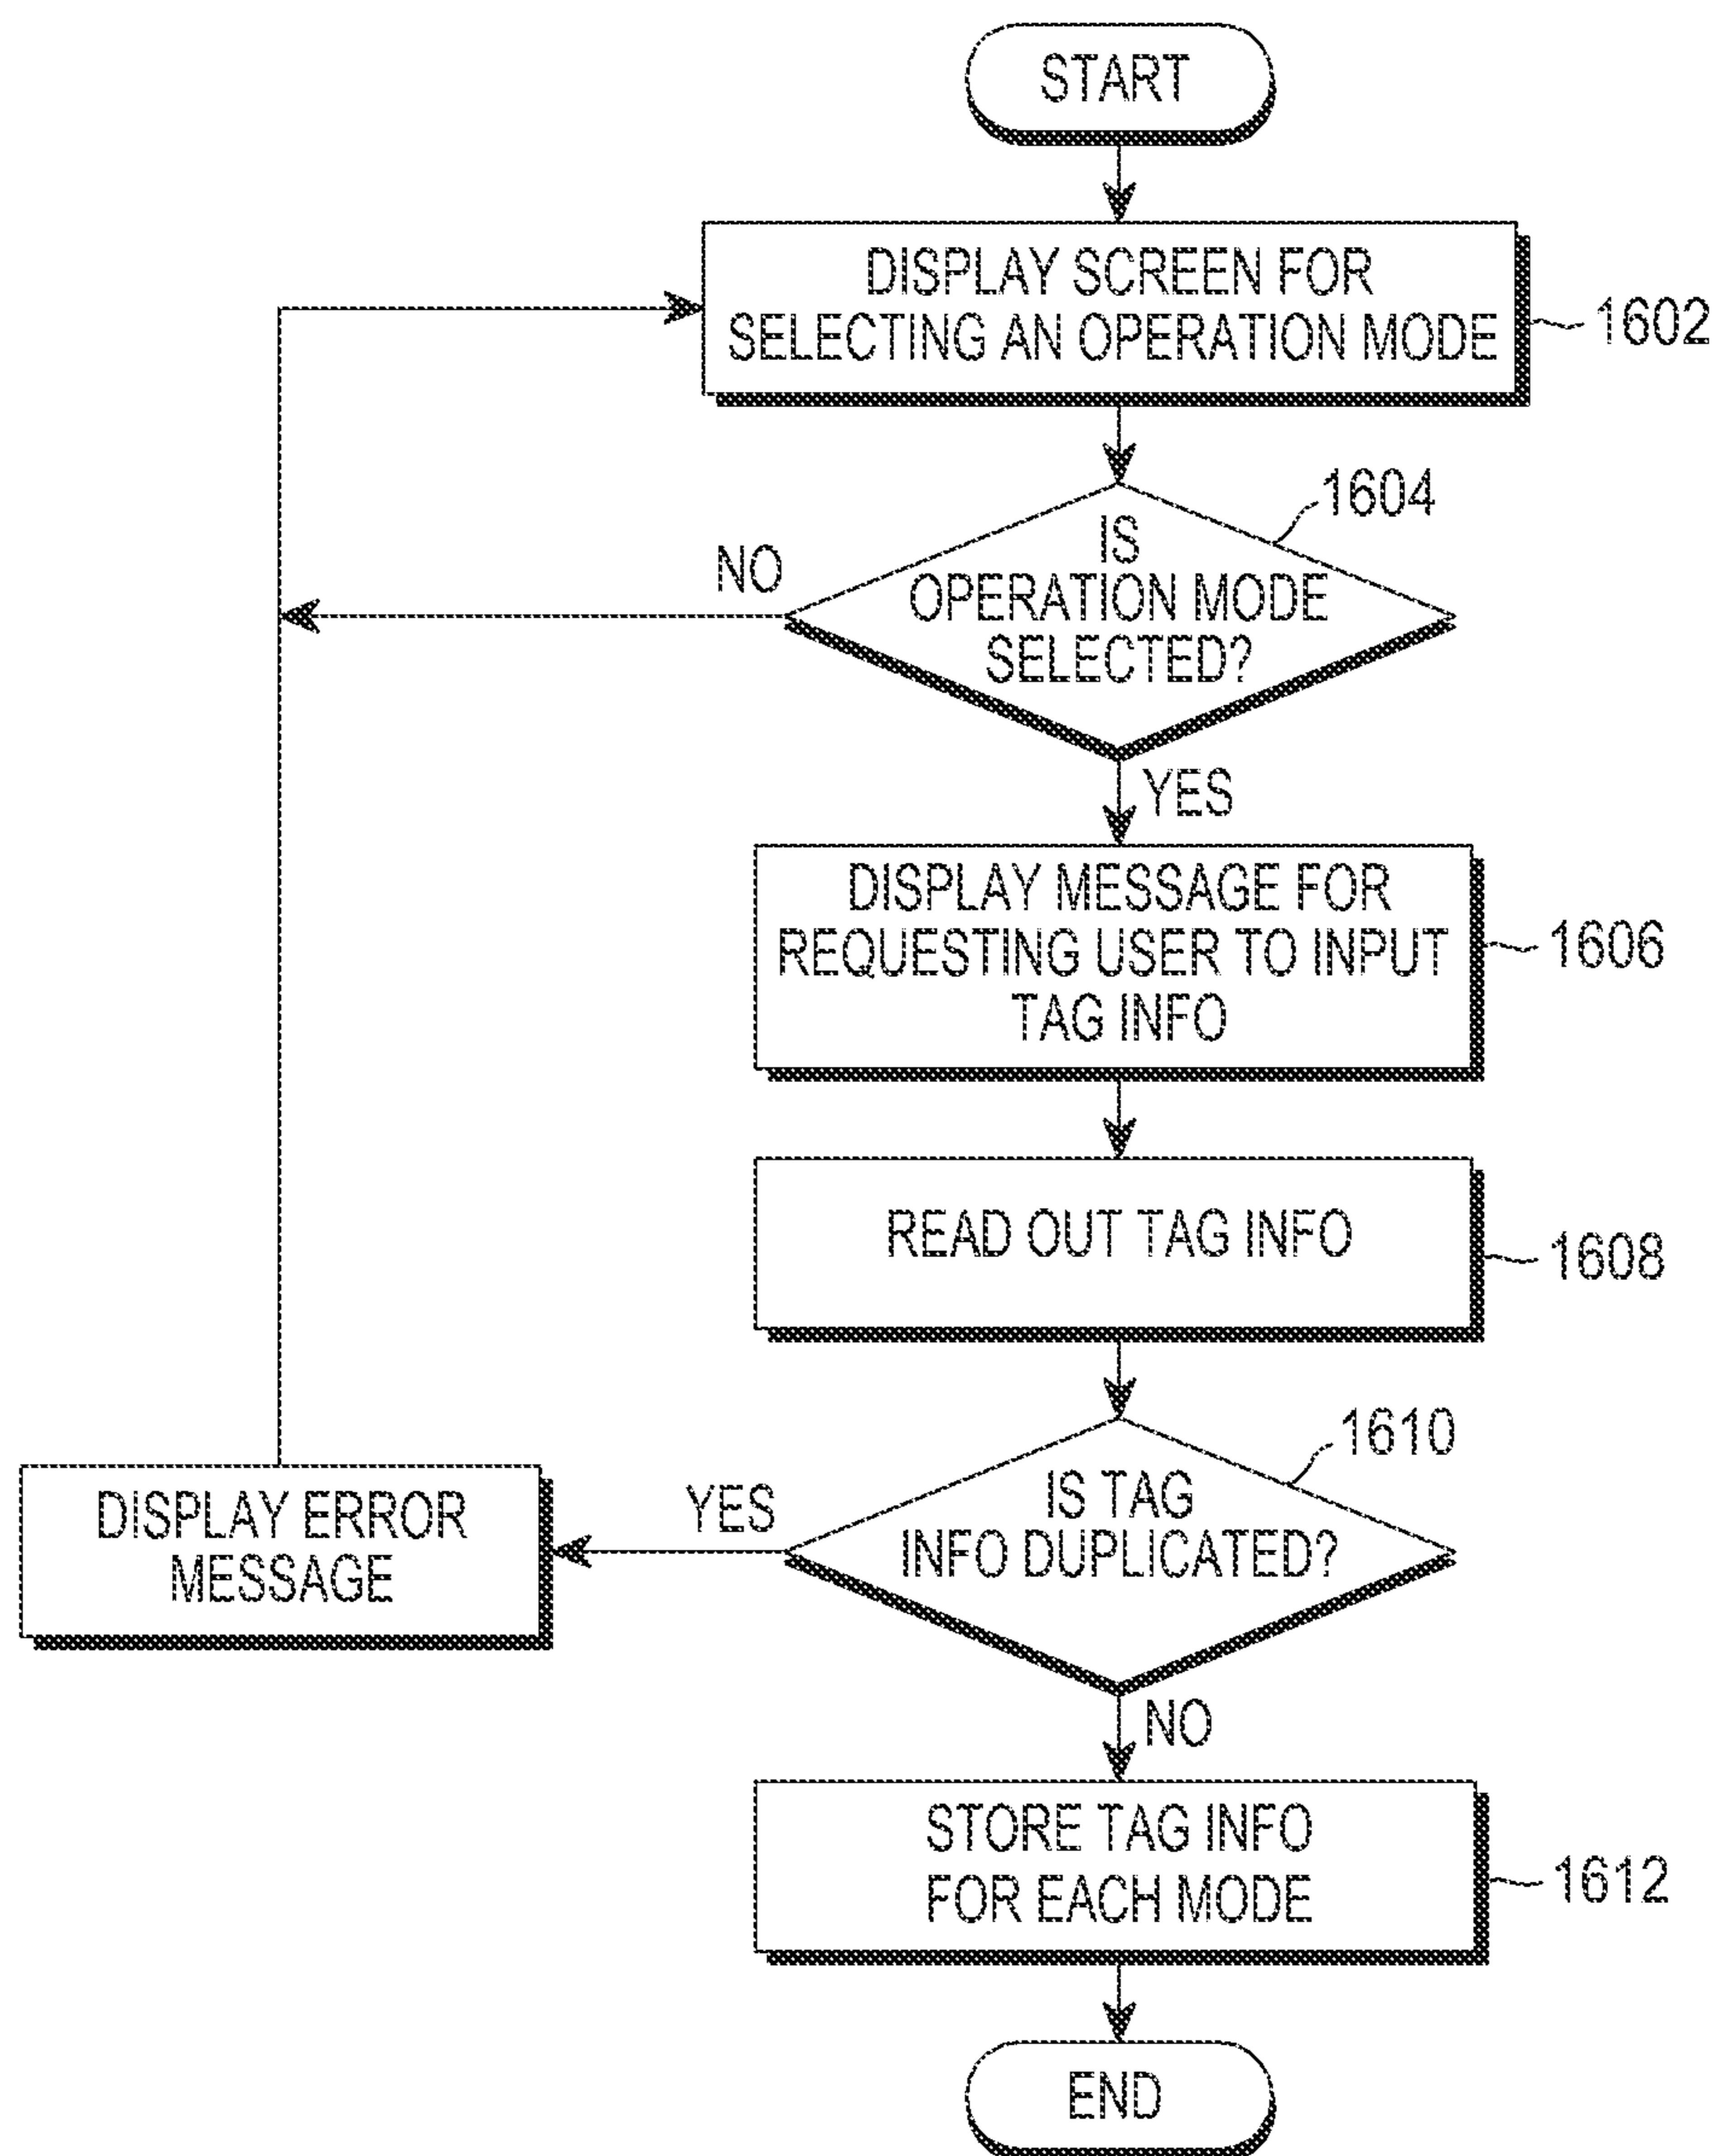 START
DISPLAY SCREEN FOR
SELECTING AN OPERATION MODE
1602
1604
IS
OPERATION MODE
SELECTED?
NO
YES
DISPLAY MESSAGE FOR
REQUESTING USER TO INPUT
TAG INFO
1606
READ OUT TAG INFO
1608
1610
IS TAG
INFO DUPLICATED?
YES
DISPLAY ERROR
MESSAGE
NO
STORE TAG INFO
FOR EACH MODE
1612
END